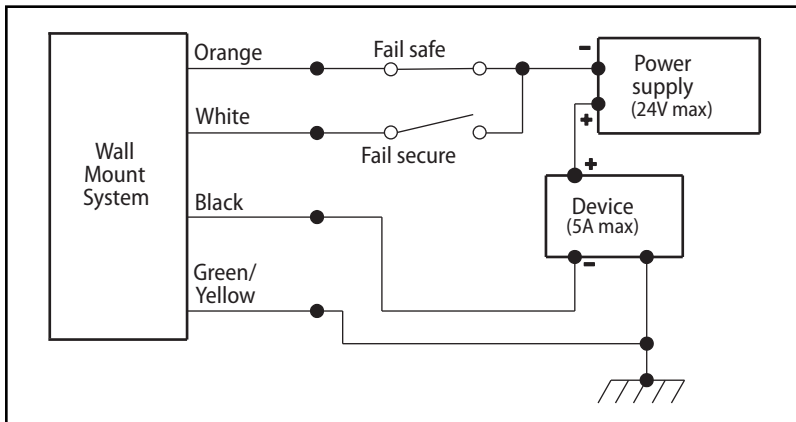 Orange
Fail safe
-
Power
supply
(24V max)
+
White
Fail secure
Wall
Mount
System
+
Device
(5A max)
-
Black
Green/
Yellow